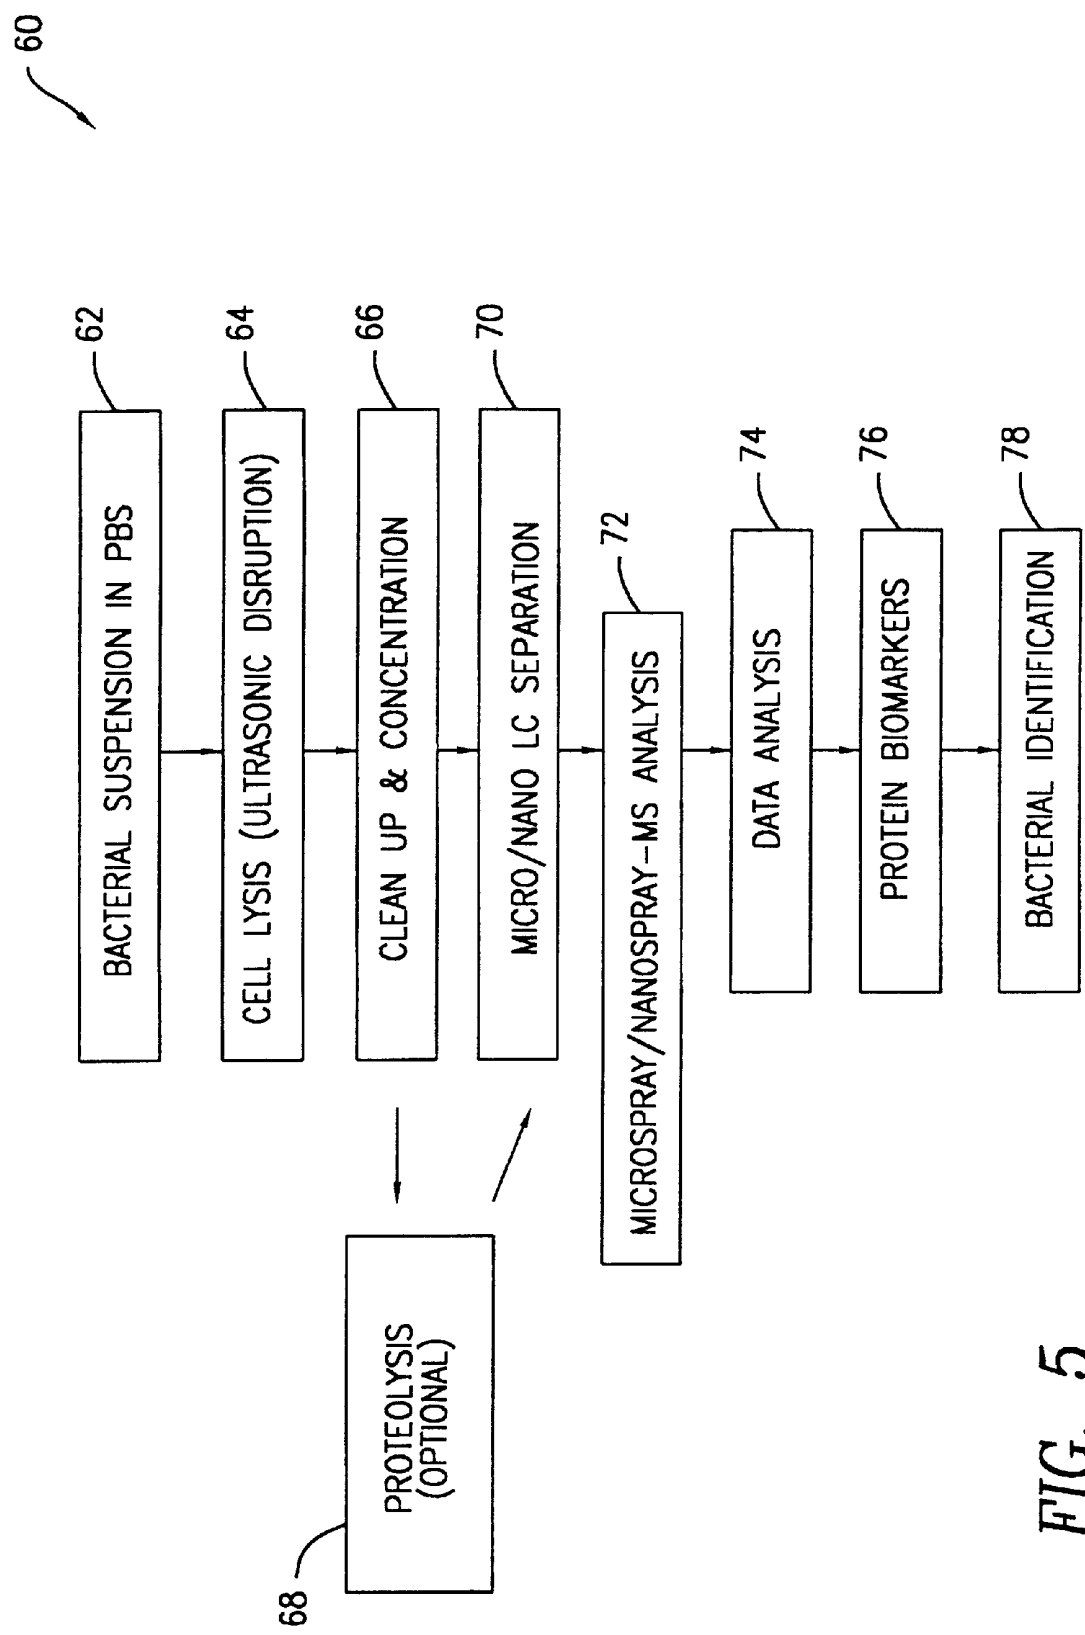 60
BACTERIAL SUSPENSION IN PBS
62
CELL LYSIS (ULTRASONIC DISRUPTION)
64
CLEAN UP & CONCENTRATION
66
PROTEOLYSIS
(OPTIONAL)
68
MICRO/NANO LC SEPARATION
70
MICROSPRAY/NANOSPRAY-MS ANALYSIS
72
DATA ANALYSIS
74
PROTEIN BIOMARKERS
76
BACTERIAL IDENTIFICATION
78
FIG. 5